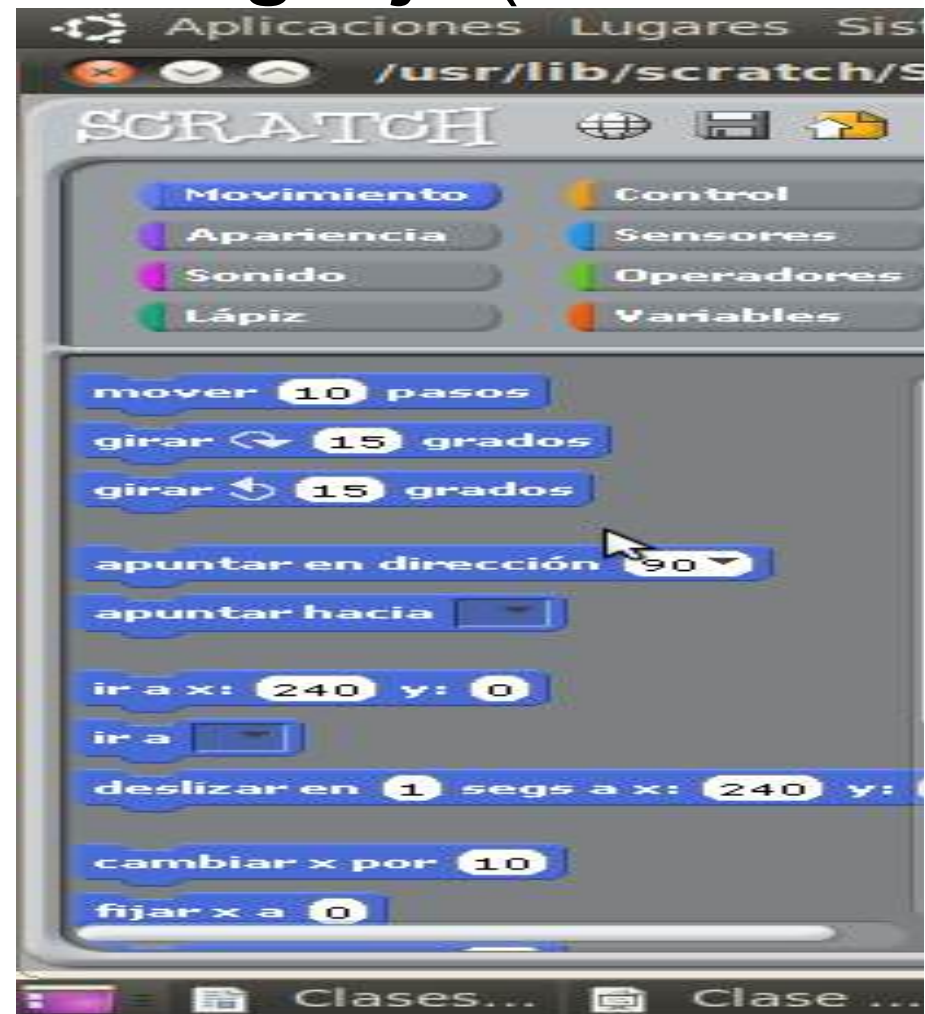 Aplicaciones Lugares Sis
/usr/lib/scratch/S
SCRATCH
Movimiento Control
Apariencia Sensores
Sonido Operadores
Lápiz Variables
mover 10 pasos
girar 15 grados
girar 15 grados
apuntar en dirección 90
apuntar hacia
ir a x: 240 y: 0
ir a
deslizar en 1 segs a x: 240 y:
cambiar x por 10
fijar x a 0
Clases... Clase ...